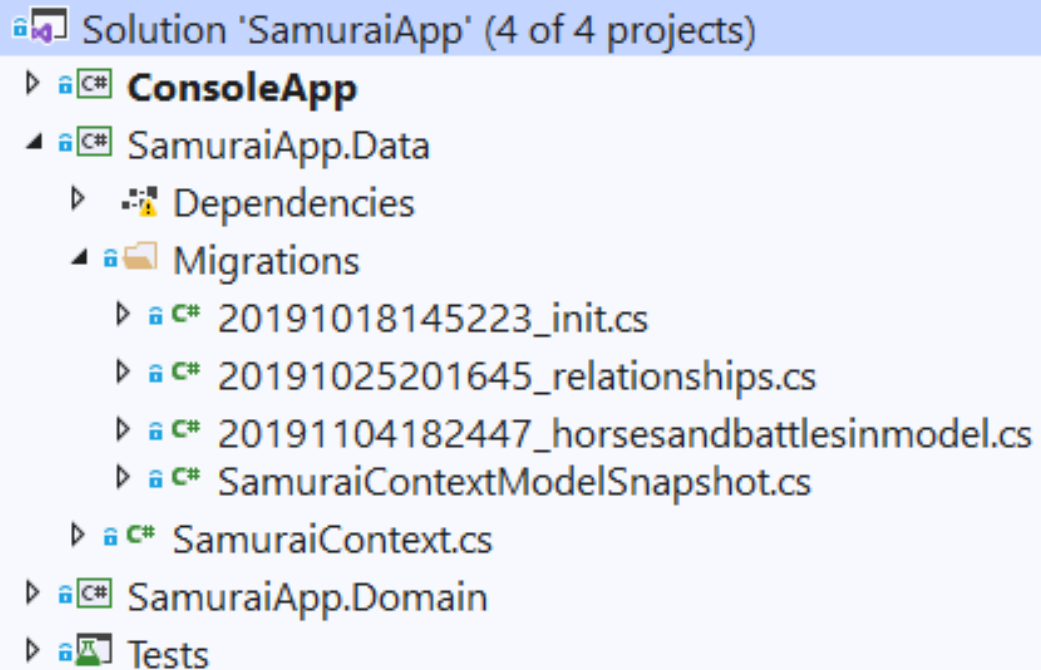 Solution 'SamuraiApp' (4 of 4 projects)
C# ConsoleApp
C# SamuraiApp.Data
Dependencies
Migrations
C# 20191018145223_init.cs
C# 20191025201645_relationships.cs
C# 20191104182447_horsesandbattlesinmodel.cs
C# SamuraiContextModelSnapshot.cs
C# SamuraiContext.cs
C# SamuraiApp.Domain
Tests